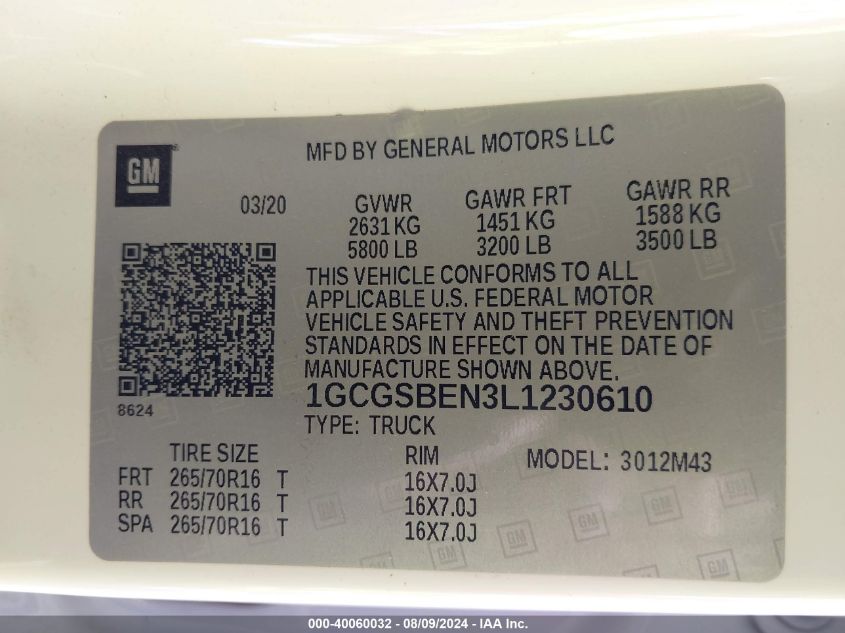 GM
MFD BY GENERAL MOTORS LLC
03/20
GVWR GAWR FRT GAWR RR
2631 KG 1451 KG 1588 KG
5800 LB 3200 LB 3500 LB
THIS VEHICLE CONFORMS TO ALL
APPLICABLE U.S. FEDERAL MOTOR
VEHICLE SAFETY AND THEFT PREVENTION
STANDARDS IN EFFECT ON THE DATE OF
MANUFACTURE SHOWN ABOVE.
8624
1GCGSBEN3L1230610
TYPE: TRUCK
TIRE SIZE RIM MODEL: 3012M43
FRT 265/70R16 T 16X7.0J
RR 265/70R16 T 16X7.0J
SPA 265/70R16 T 16X7.0J
000-40060032 - 08/09/2024 - IAA Inc.